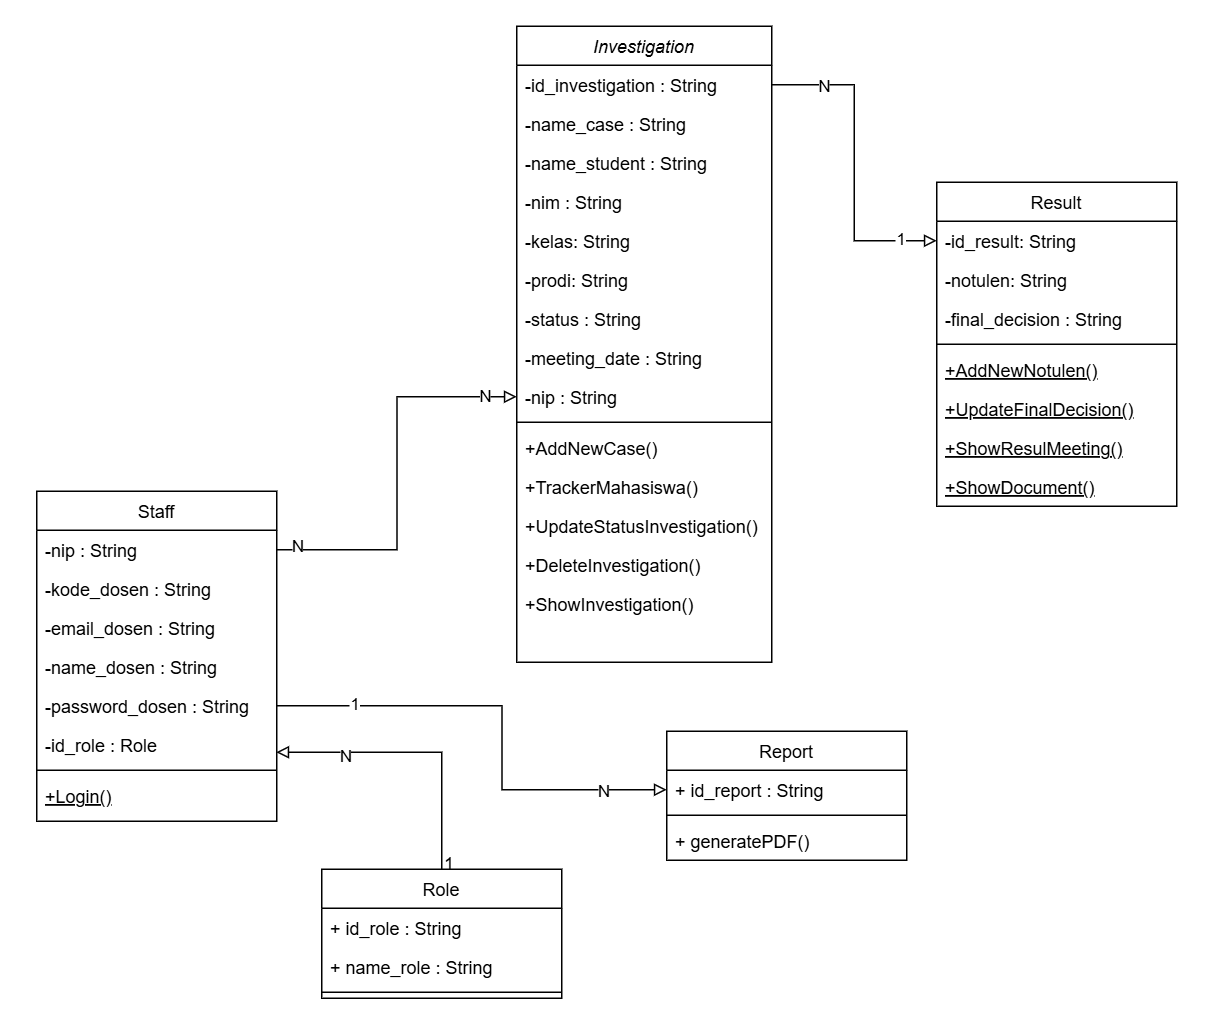 Investigation
-id_investigation : String
-name_case : String
-name_student : String
-nim : String
-kelas: String
-prodi: String
-status : String
-meeting_date : String
-nip : String
+AddNewCase()
+TrackerMahasiswa()
+UpdateStatusInvestigation()
+DeleteInvestigation()
+ShowInvestigation()
N
1
Result
-id_result: String
-notulen: String
-final_decision : String
+AddNewNotulen()
+UpdateFinalDecision()
+ShowResulMeeting()
+ShowDocument()
N
N
Staff
-nip : String
-kode_dosen : String
-email_dosen : String
-name_dosen : String
-password_dosen : String
-id_role : Role
+Login()
1
N
Report
+ id_report : String
+ generatePDF()
N
1
Role
+ id_role : String
+ name_role : String